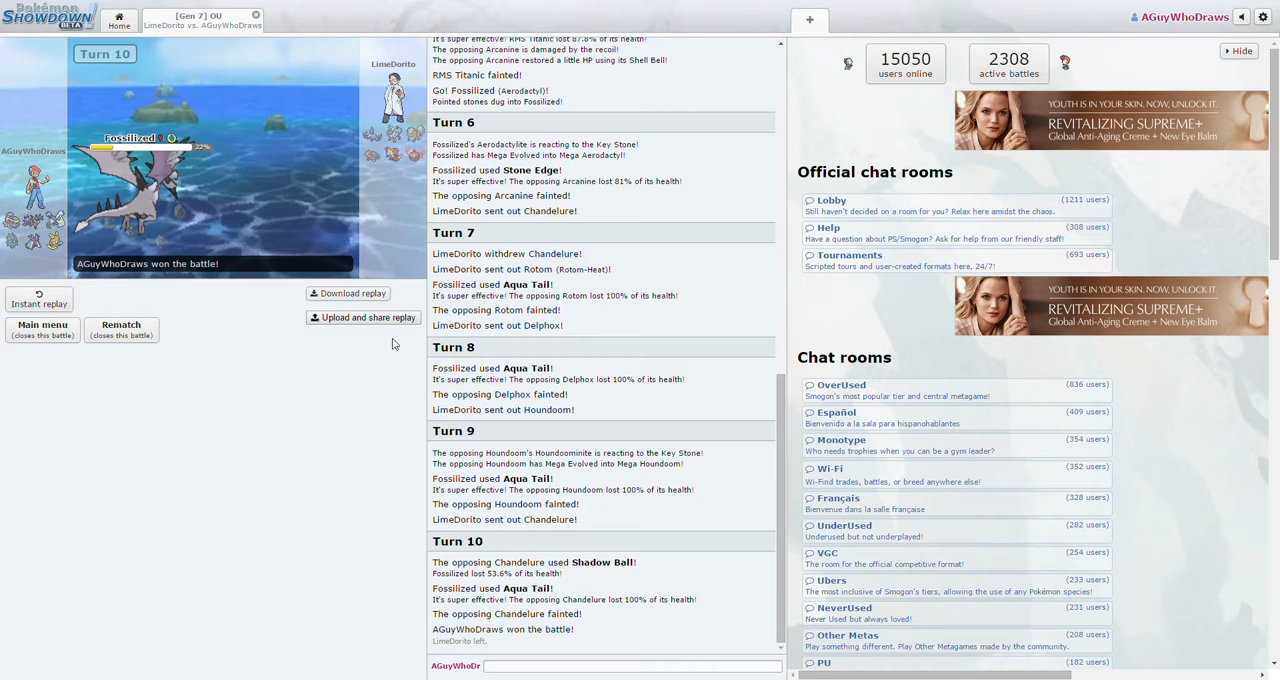 Pokémon
SHOWDOWN
BETA
Home
[Gen 7] OU
LimeDorito vs. AGuyWhoDraws
+
AGuyWhoDraws
Turn 10
LimeDorito
Fossilized
22%
AGuyWhoDraws
AGuyWhoDraws won the battle!
Instant replay
Download replay
Upload and share replay
Main menu
(closes this battle)
Rematch
(closes this battle)
It's super effective! RMS Titanic lost 87.8% of its health!
The opposing Arcanine is damaged by the recoil!
The opposing Arcanine restored a little HP using its Shell Bell!
RMS Titanic fainted!
Go! Fossilized (Aerodactyl)!
Pointed stones dug into Fossilized!
Turn 6
Fossilized's Aerodactylite is reacting to the Key Stone!
Fossilized has Mega Evolved into Mega Aerodactyl!
Fossilized used Stone Edge!
It's super effective! The opposing Arcanine lost 81% of its health!
The opposing Arcanine fainted!
LimeDorito sent out Chandelure!
Turn 7
LimeDorito withdrew Chandelure!
LimeDorito sent out Rotom (Rotom-Heat)!
Fossilized used Aqua Tail!
It's super effective! The opposing Rotom lost 100% of its health!
The opposing Rotom fainted!
LimeDorito sent out Delphox!
Turn 8
Fossilized used Aqua Tail!
It's super effective! The opposing Delphox lost 100% of its health!
The opposing Delphox fainted!
LimeDorito sent out Houndoom!
Turn 9
The opposing Houndoom's Houndoominite is reacting to the Key Stone!
The opposing Houndoom has Mega Evolved into Mega Houndoom!
Fossilized used Aqua Tail!
It's super effective! The opposing Houndoom lost 100% of its health!
The opposing Houndoom fainted!
LimeDorito sent out Chandelure!
Turn 10
The opposing Chandelure used Shadow Ball!
Fossilized lost 53.6% of its health!
Fossilized used Aqua Tail!
It's super effective! The opposing Chandelure lost 100% of its health!
The opposing Chandelure fainted!
AGuyWhoDraws won the battle!
LimeDorito left.
AGuyWhoDr
15050
users online
2308
active battles
Hide
YOUTH IS IN YOUR SKIN. NOW, UNLOCK IT.
REVITALIZING SUPREME+
Global Anti-Aging Creme + New Eye Balm
Official chat rooms
Lobby (1211 users)
Still haven't decided on a room for you? Relax here amidst the chaos.
Help (308 users)
Have a question about PS/Smogon? Ask for help from our friendly staff!
Tournaments (693 users)
Scripted tours and user-created formats here, 24/7!
YOUTH IS IN YOUR SKIN. NOW, UNLOCK IT.
REVITALIZING SUPREME+
Global Anti-Aging Creme + New Eye Balm
Chat rooms
OverUsed (836 users)
Smogon's most popular tier and central metagame!
Español (409 users)
Bienvenido a la sala para hispanohablantes
Monotype (354 users)
Who needs trophies when you can be a gym leader?
Wi-Fi (352 users)
Wi-Find trades, battles, or breed anywhere else!
Français (328 users)
Bienvenue dans la salle française
UnderUsed (282 users)
Underused but not underplayed!
VGC (254 users)
The room for the official competitive format!
Ubers (233 users)
The most inclusive of Smogon's tiers, allowing the use of any Pokémon species!
NeverUsed (231 users)
Never Used but always loved!
Other Metas (208 users)
Play something different. Play Other Metagames made by the community.
PU (182 users)